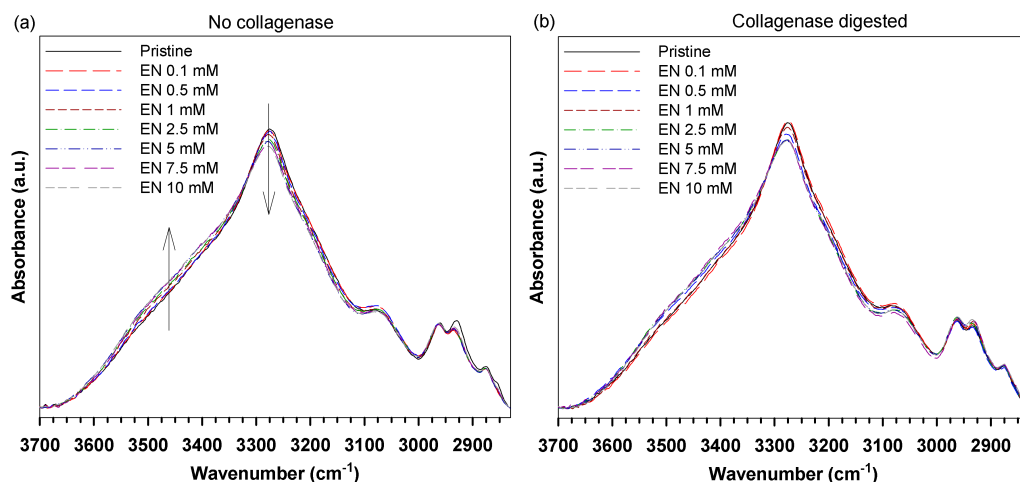 (a) No collagenase
Absorbance (a.u.)
Pristine
EN 0.1 mM
EN 0.5 mM
EN 1 mM
EN 2.5 mM
EN 5 mM
EN 7.5 mM
EN 10 mM
3700 3600 3500 3400 3300 3200 3100 3000 2900
Wavenumber (cm⁻¹)
(b) Collagenase digested
Absorbance (a.u.)
Pristine
EN 0.1 mM
EN 0.5 mM
EN 1 mM
EN 2.5 mM
EN 5 mM
EN 7.5 mM
EN 10 mM
3700 3600 3500 3400 3300 3200 3100 3000 2900
Wavenumber (cm⁻¹)